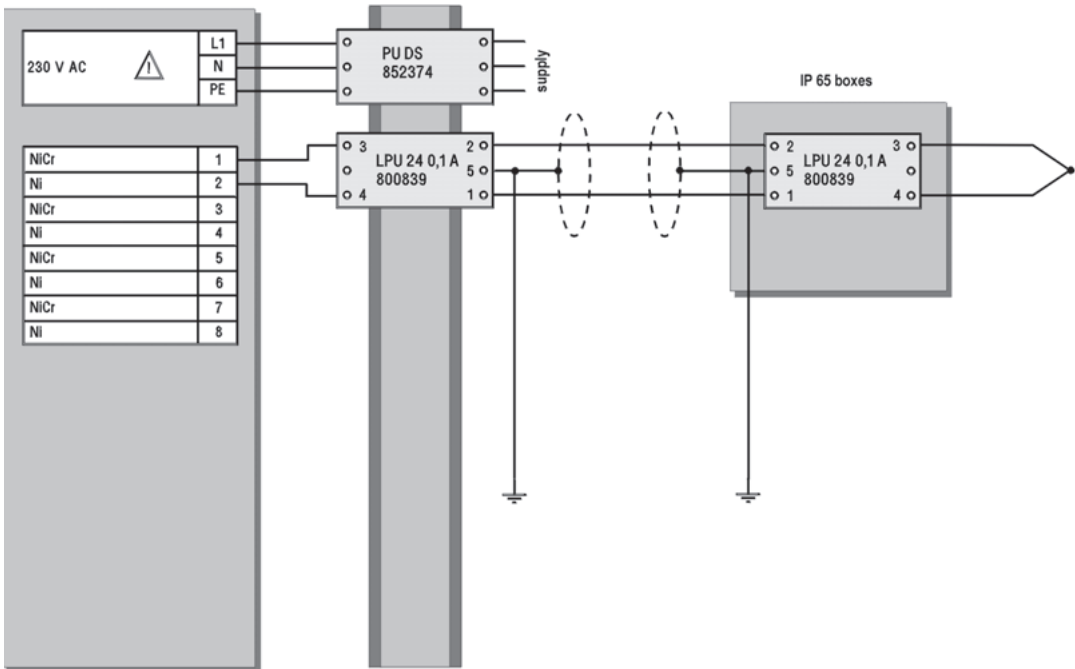 230 V AC
L1
N
PE
PU DS
852374
supply
IP 65 boxes
NiCr 1
Ni 2
NiCr 3
Ni 4
NiCr 5
Ni 6
NiCr 7
Ni 8
3 2
LPU 24 0,1 A
800839
5
4 1
2 3
LPU 24 0,1 A
5 800839
1 4